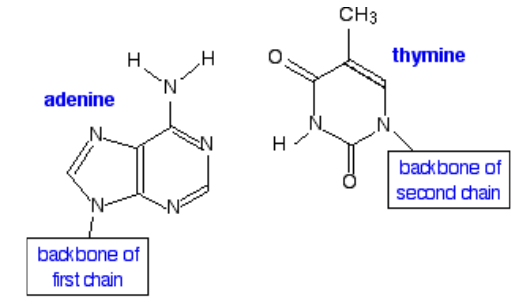 CH3
O
thymine
H
H
N
adenine
N
N
N
H
N
O
backbone of
second chain
N
N
backbone of
first chain